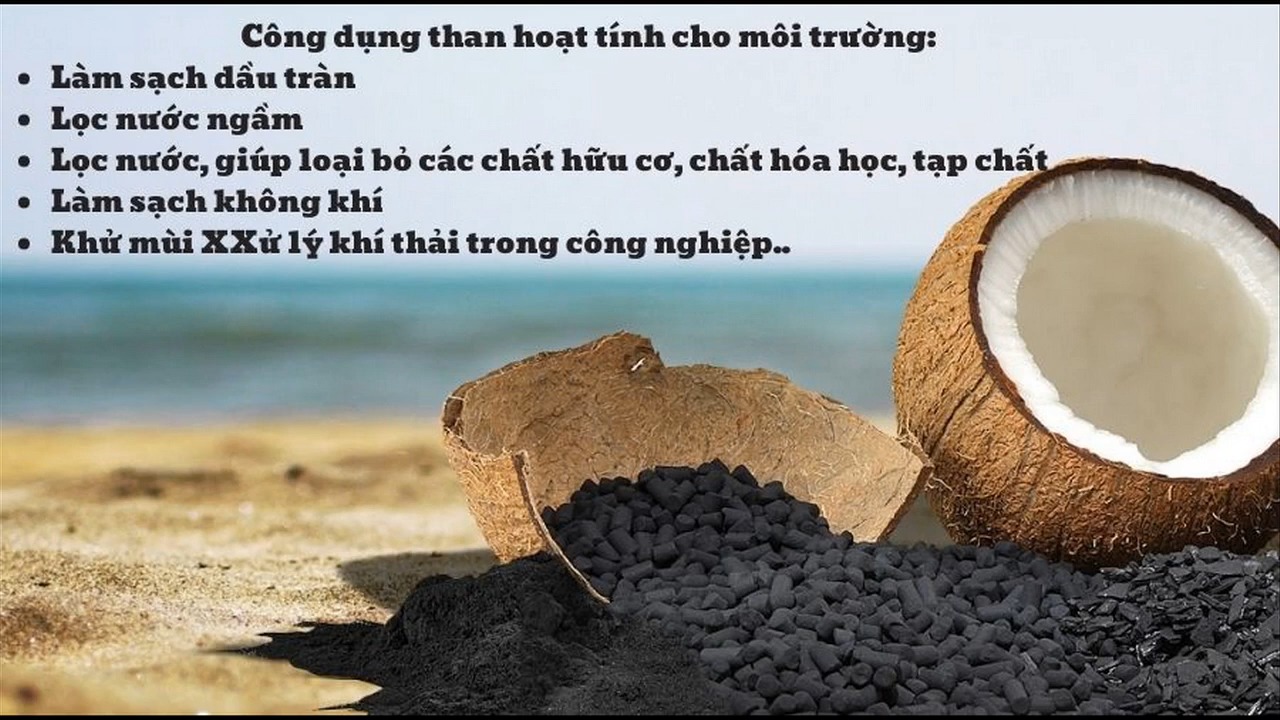 Công dụng than hoạt tính cho môi trường:
• Làm sạch dầu tràn
• Lọc nước ngầm
• Lọc nước, giúp loại bỏ các chất hữu cơ, chất hóa học, tạp chất
• Làm sạch không khí
• Khử mùi XXử lý khí thải trong công nghiệp..